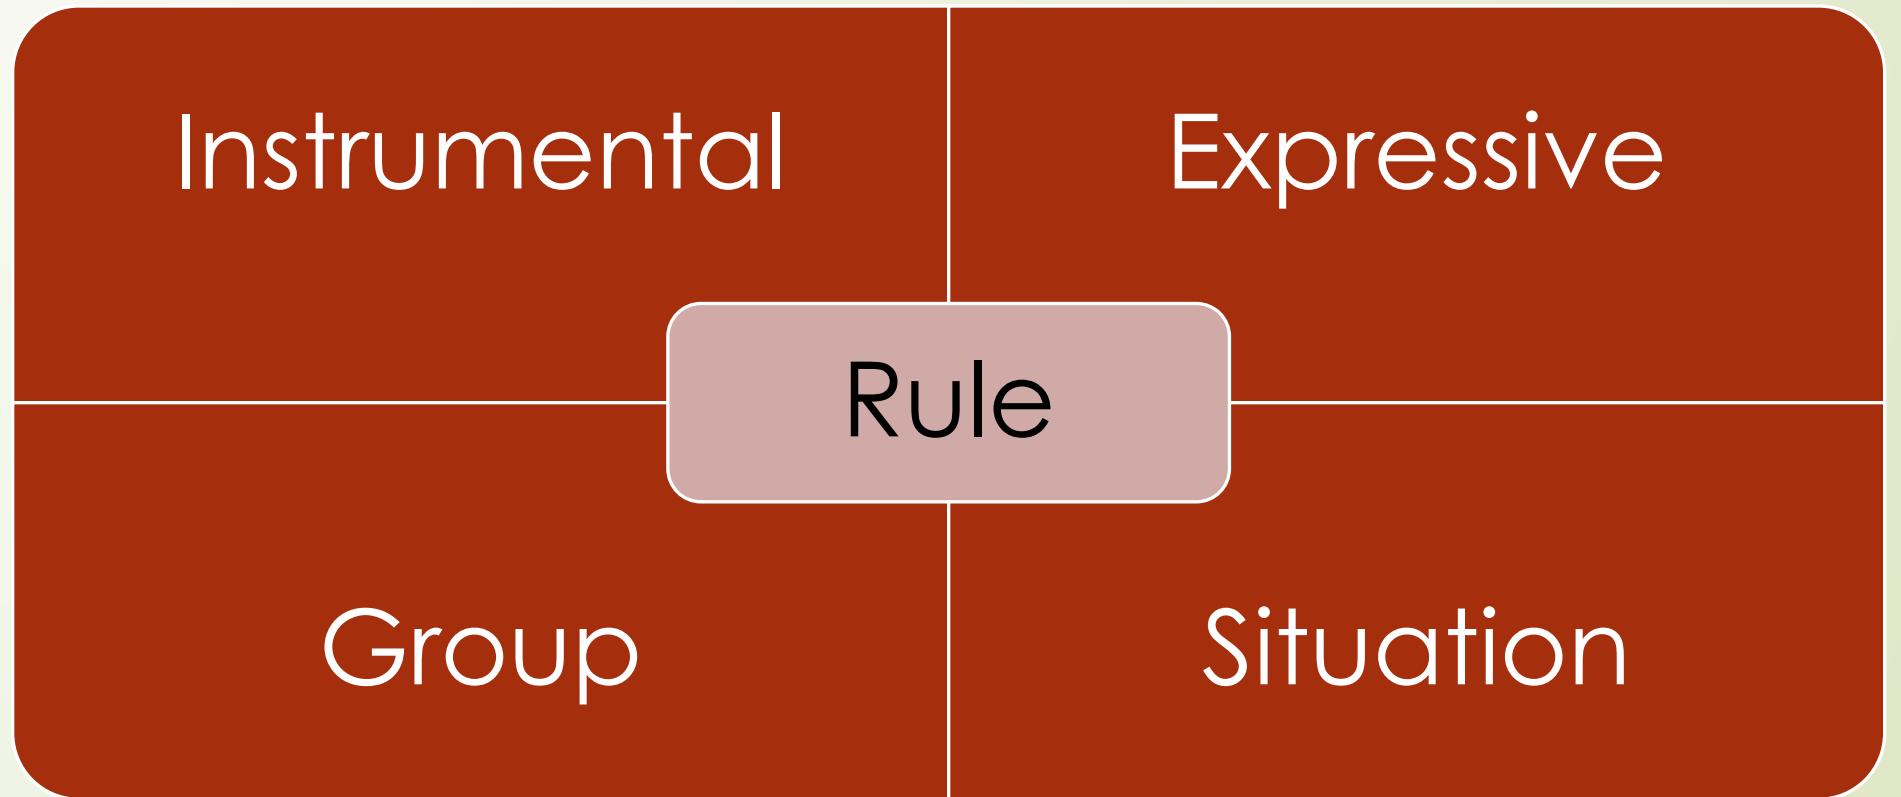 Instrumental
Expressive
Rule
Group
Situation